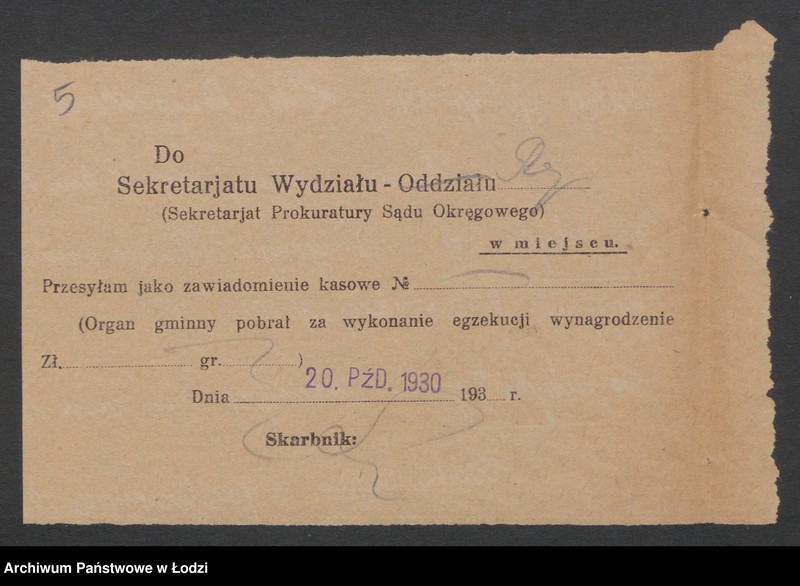 5
Do
Sekretarjatu Wydziału - Oddziału
(Sekretarjat Prokuratury Sądu Okręgowego)
w miejscu.
Przesyłam jako zawiadomienie kasowe №
(Organ gminny pobrał za wykonanie egzekucji wynagrodzenie
Zł. gr. )
Dnia 20. PŹD. 1930 193 r.
Skarbnik:
Archiwum Państwowe w Łodzi